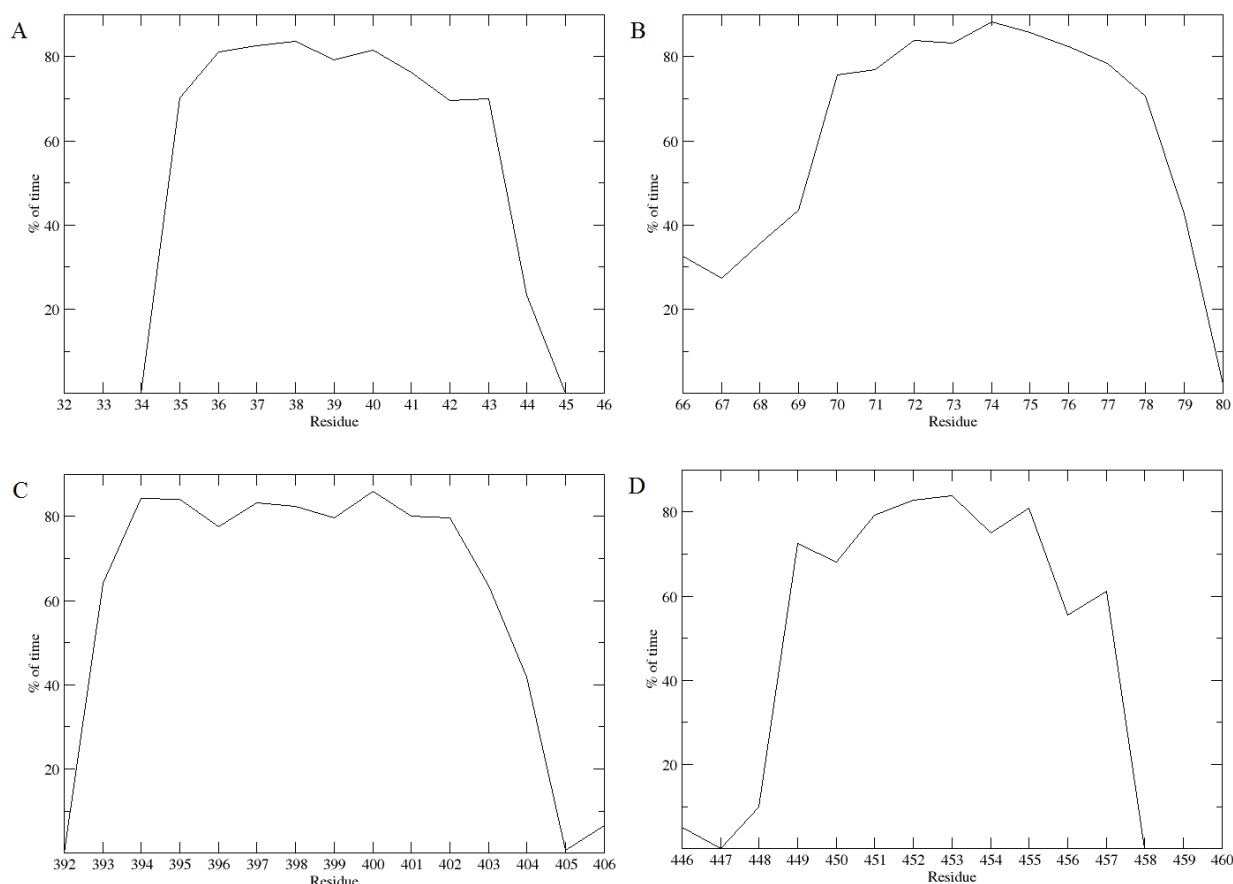 A
80
60
40
20
% of time
32 33 34 35 36 37 38 39 40 41 42 43 44 45 46
Residue
B
80
60
40
20
% of time
66 67 68 69 70 71 72 73 74 75 76 77 78 79 80
Residue
C
80
60
40
20
% of time
392 393 394 395 396 397 398 399 400 401 402 403 404 405 406
Residue
D
80
60
40
20
% of time
446 447 448 449 450 451 452 453 454 455 456 457 458 459 460
Residue